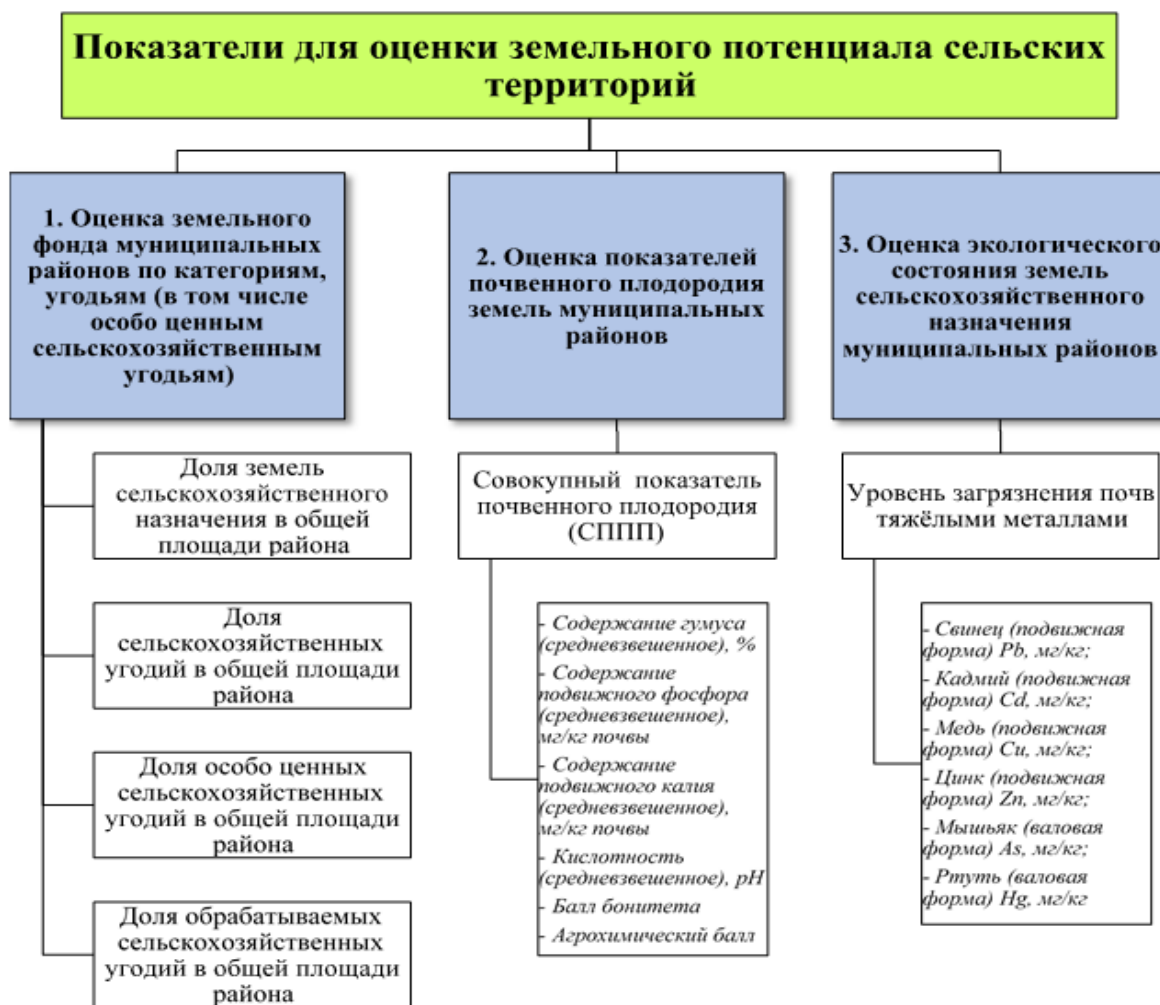 Показатели для оценки земельного потенциала сельских
территорий
1. Оценка земельного
фонда муниципальных
районов по категориям,
угодьям (в том числе
особо ценным
сельскохозяйственным
угодьям)
Доля земель
сельскохозяйственного
назначения в общей
площади района
Доля
сельскохозяйственных
угодий в общей площади
района
Доля особо ценных
сельскохозяйственных
угодий в общей площади
района
Доля обрабатываемых
сельскохозяйственных
угодий в общей площади
района
2. Оценка показателей
почвенного плодородия
земель муниципальных
районов
Совокупный показатель
почвенного плодородия
(СППП)
- Содержание гумуса
(средневзвешенное), %
- Содержание
подвижного фосфора
(средневзвешенное),
мг/кг почвы
- Содержание
подвижного калия
(средневзвешенное),
мг/кг почвы
- Кислотность
(средневзвешенное), pH
- Балл бонитета
- Агрохимический балл
3. Оценка экологического
состояния земель
сельскохозяйственного
назначения
муниципальных районов
Уровень загрязнения почв
тяжёлыми металлами
- Свинец (подвижная
форма) Pb, мг/кг;
- Кадмий (подвижная
форма) Cd, мг/кг;
- Медь (подвижная
форма) Cu, мг/кг;
- Цинк (подвижная
форма) Zn, мг/кг;
- Мышьяк (валовая
форма) As, мг/кг;
- Ртуть (валовая
форма) Hg, мг/кг